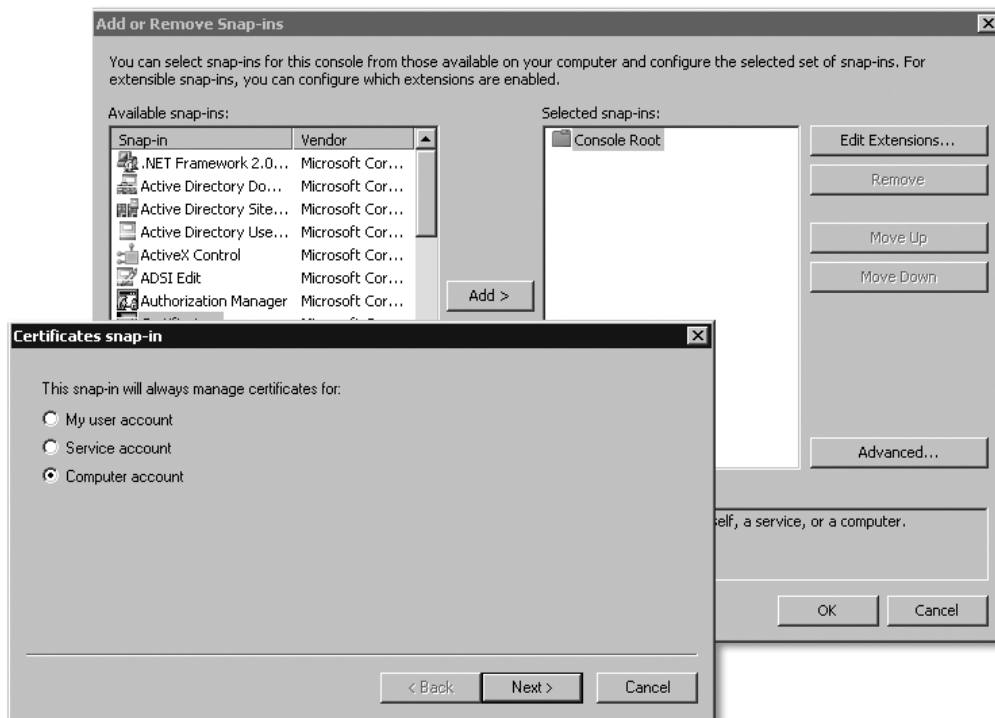 Add or Remove Snap-ins
You can select snap-ins for this console from those available on your computer and configure the selected set of snap-ins. For
extensible snap-ins, you can configure which extensions are enabled.
Available snap-ins:
Selected snap-ins:
Snap-in Vendor
Console Root
Edit Extensions...
.NET Framework 2.0... Microsoft Cor...
Active Directory Do... Microsoft Cor...
Remove
Active Directory Site... Microsoft Cor...
Active Directory Use... Microsoft Cor...
Move Up
ActiveX Control Microsoft Cor...
ADSI Edit Microsoft Cor...
Move Down
Authorization Manager Microsoft Cor...
Add >
Certificates snap-in
This snap-in will always manage certificates for:
My user account
Service account
Computer account
Advanced...
self, a service, or a computer.
OK
Cancel
< Back
Next >
Cancel